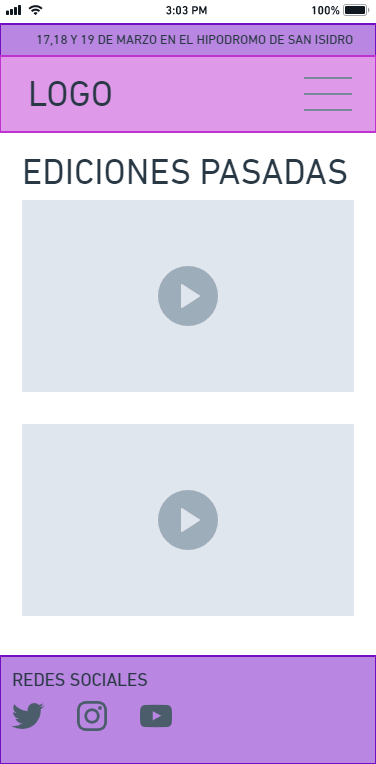 3:03 PM
100%
17,18 Y 19 DE MARZO EN EL HIPODROMO DE SAN ISIDRO
LOGO
EDICIONES PASADAS
REDES SOCIALES